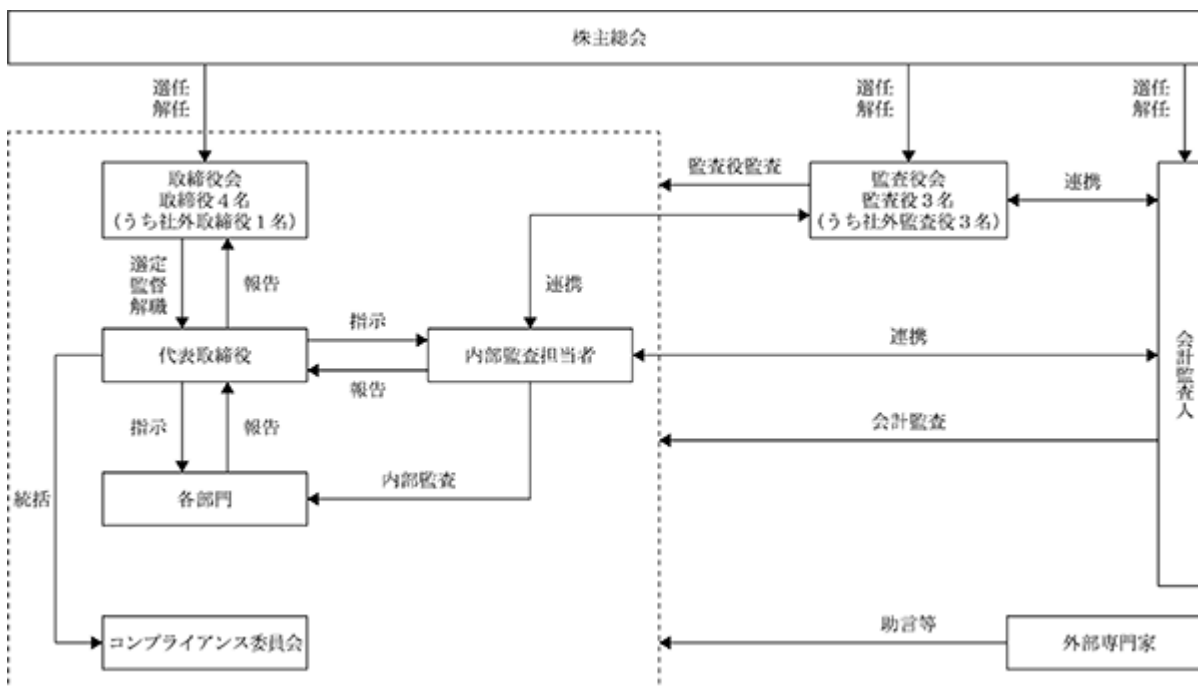 株主総会
選任
解任
選任
解任
選任
解任
取締役会
取締役4名
(うち社外取締役1名)
監査役監査
監査役会
監査役3名
(うち社外監査役3名)
連携
選定
監督
解職
報告
連携
指示
代表取締役
内部監査担当者
連携
会計監査人
報告
指示
報告
会計監査
統括
各部門
内部監査
コンプライアンス委員会
助言等
外部専門家